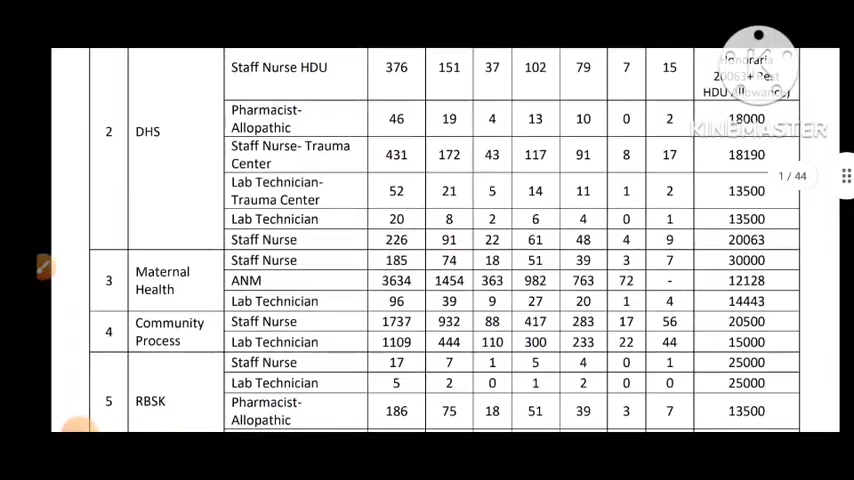 Staff Nurse HDU 376 151 37 102 79 7 15 Honoraria
20063+ Rest
HDU Allowance)
KINEMASTER
2 DHS
Pharmacist-
Allopathic 46 19 4 13 10 0 2 18000
Staff Nurse- Trauma
Center 431 172 43 117 91 8 17 18190
1 / 44
Lab Technician-
Trauma Center 52 21 5 14 11 1 2 13500
Lab Technician 20 8 2 6 4 0 1 13500
Staff Nurse 226 91 22 61 48 4 9 20063
3 Maternal
Health
Staff Nurse 185 74 18 51 39 3 7 30000
ANM 3634 1454 363 982 763 72 - 12128
Lab Technician 96 39 9 27 20 1 4 14443
4 Community
Process
Staff Nurse 1737 932 88 417 283 17 56 20500
Lab Technician 1109 444 110 300 233 22 44 15000
5 RBSK
Staff Nurse 17 7 1 5 4 0 1 25000
Lab Technician 5 2 0 1 2 0 0 25000
Pharmacist-
Allopathic 186 75 18 51 39 3 7 13500